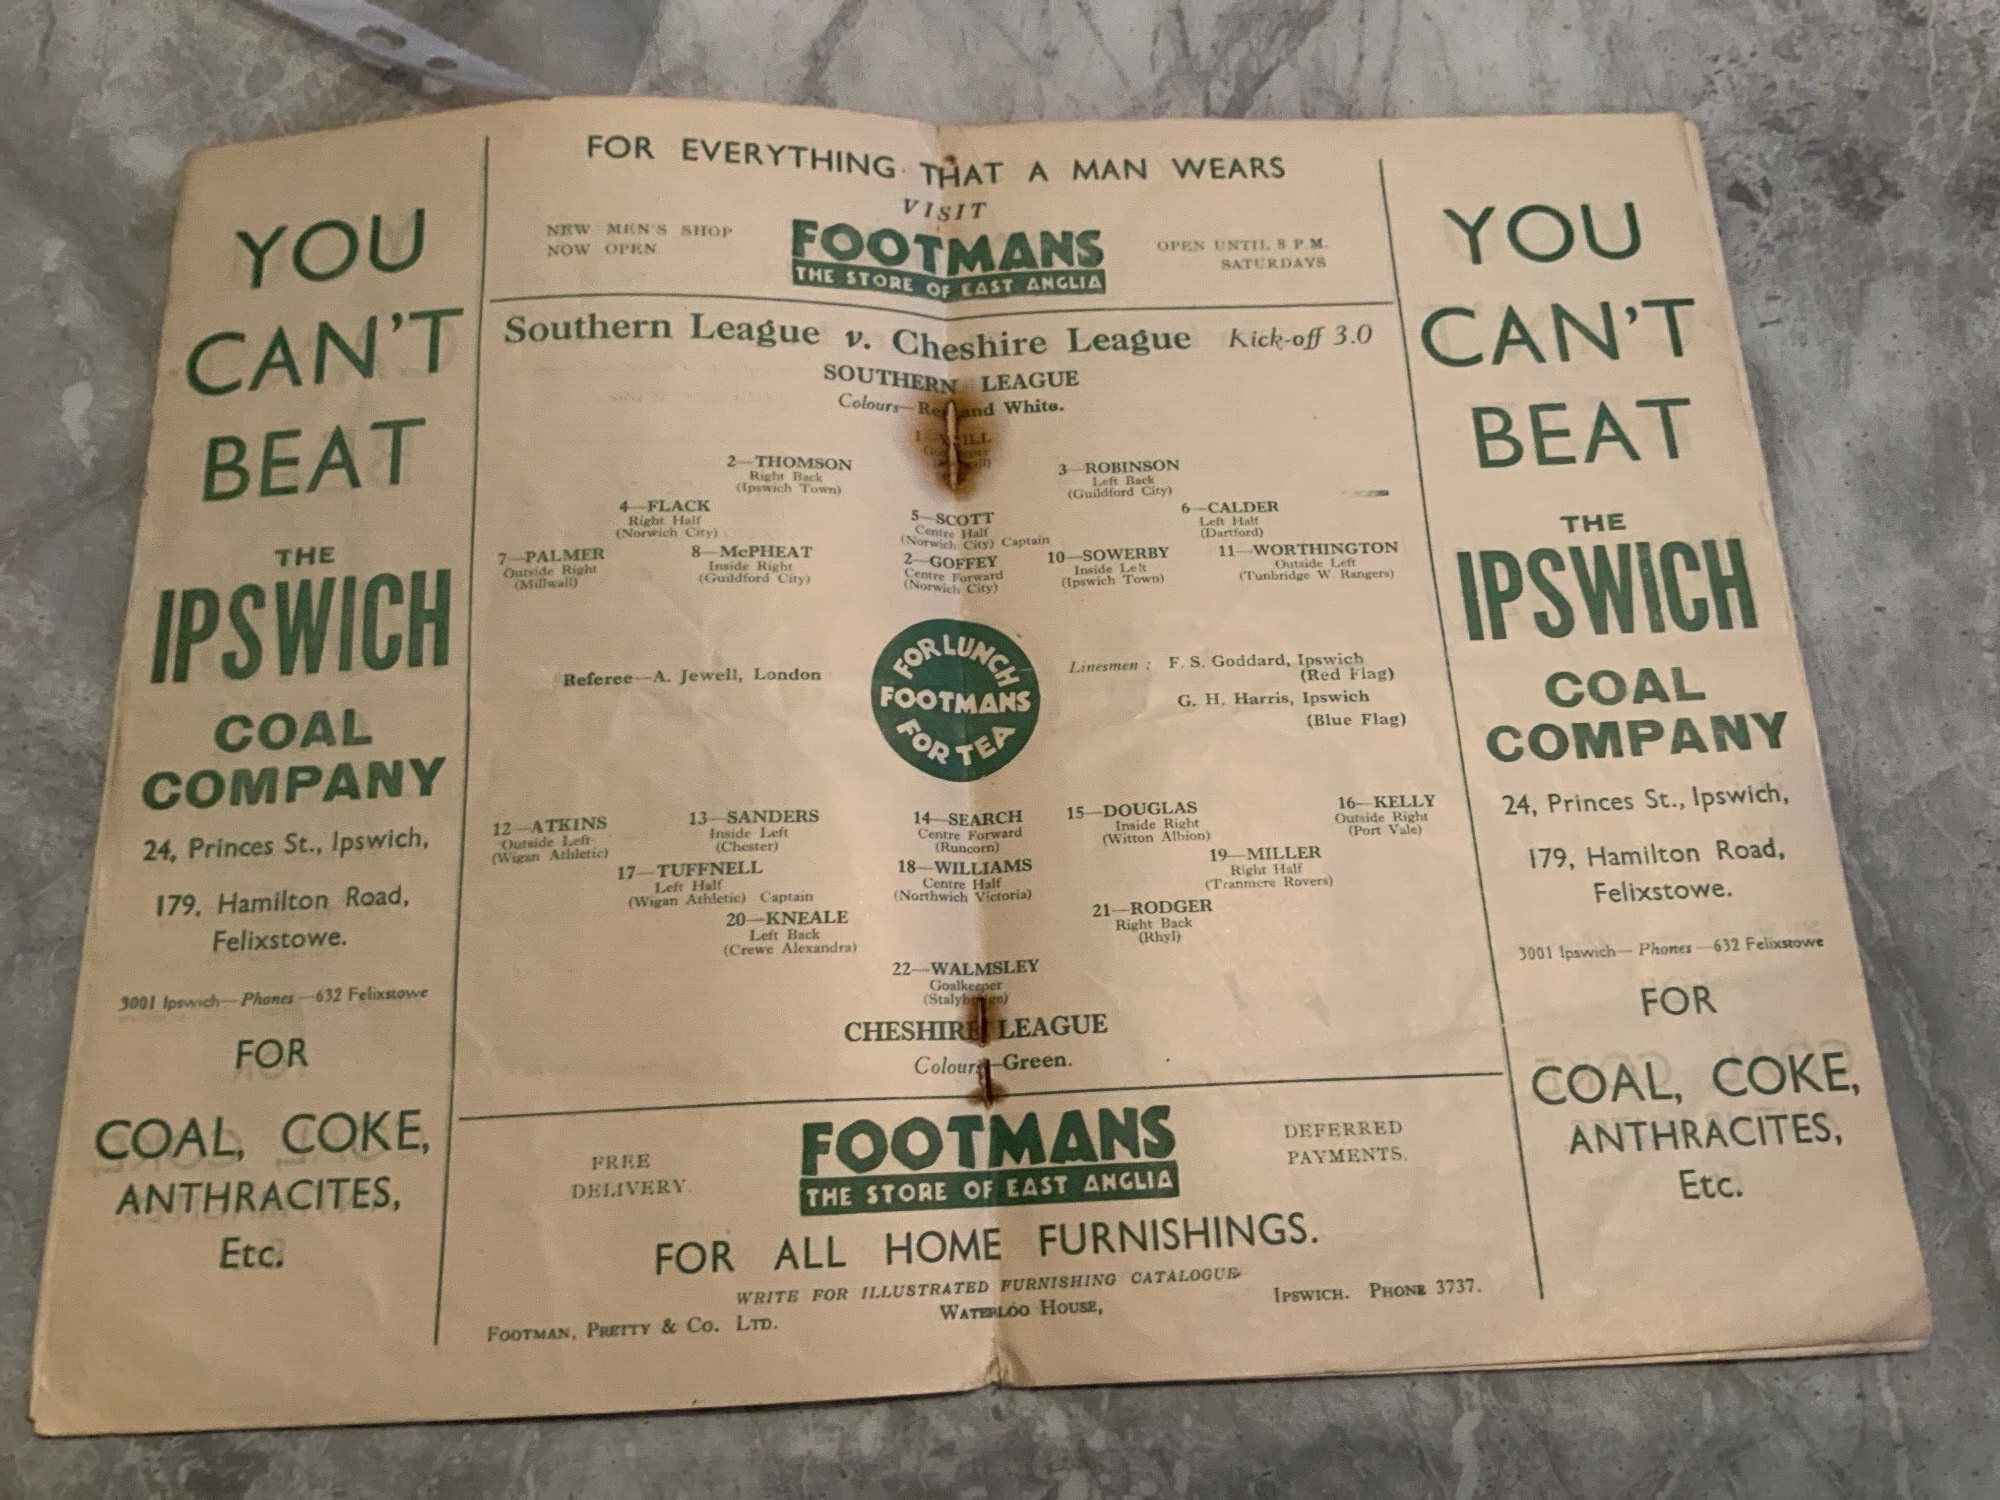 YOU
CAN'T
BEAT
THE
IPSWICH
COAL
COMPANY
24, Princes St., Ipswich,
179, Hamilton Road,
Felixstowe.
3001 Ipswich—Phones—632 Felixstowe
FOR
COAL, COKE,
ANTHRACITES,
Etc.
FOR EVERYTHING THAT A MAN WEARS
VISIT
NEW MEN'S SHOP
NOW OPEN
FOOTMANS
THE STORE OF EAST ANGLIA
OPEN UNTIL 8 P.M.
SATURDAYS
Southern League v. Cheshire League Kick-off 3.0
SOUTHERN LEAGUE
Colours—Red and White.
2—THOMSON
Right Back
(Ipswich Town)
3—ROBINSON
Left Back
(Guildford City)
4—FLACK
Right Half
(Norwich City)
5—SCOTT
Centre Half
(Norwich City) Captain
6—CALDER
Left Half
(Dartford)
7—PALMER
Outside Right
(Millwall)
8—McPHEAT
Inside Right
(Guildford City)
2—GOFFEY
Centre Forward
(Norwich City)
10—SOWERBY
Inside Left
(Ipswich Town)
11—WORTHINGTON
Outside Left
(Tunbridge W. Rangers)
Referee—A. Jewell, London
FOR LUNCH
FOOTMANS
FOR TEA
Linesmen: F. S. Goddard, Ipswich
(Red Flag)
G. H. Harris, Ipswich
(Blue Flag)
12—ATKINS
Outside Left
(Wigan Athletic)
13—SANDERS
Inside Left
(Chester)
14—SEARCH
Centre Forward
(Runcorn)
15—DOUGLAS
Inside Right
(Witton Albion)
16—KELLY
Outside Right
(Port Vale)
17—TUFFNELL
Left Half
(Wigan Athletic) Captain
18—WILLIAMS
Centre Half
(Northwich Victoria)
19—MILLER
Right Half
(Tranmere Rovers)
20—KNEALE
Left Back
(Crewe Alexandra)
21—RODGER
Right Back
(Rhyl)
22—WALMSLEY
Goalkeeper
(Stalybridge)
CHESHIRE LEAGUE
Colours—Green.
FREE
DELIVERY.
FOOTMANS
THE STORE OF EAST ANGLIA
DEFERRED
PAYMENTS.
FOR ALL HOME FURNISHINGS.
WRITE FOR ILLUSTRATED FURNISHING CATALOGUE
FOOTMAN, PRETTY & CO. LTD. WATERLOO HOUSE, IPSWICH. PHONE 3737.
YOU
CAN'T
BEAT
THE
IPSWICH
COAL
COMPANY
24, Princes St., Ipswich,
179, Hamilton Road,
Felixstowe.
3001 Ipswich—Phones—632 Felixstowe
FOR
COAL, COKE,
ANTHRACITES,
Etc.